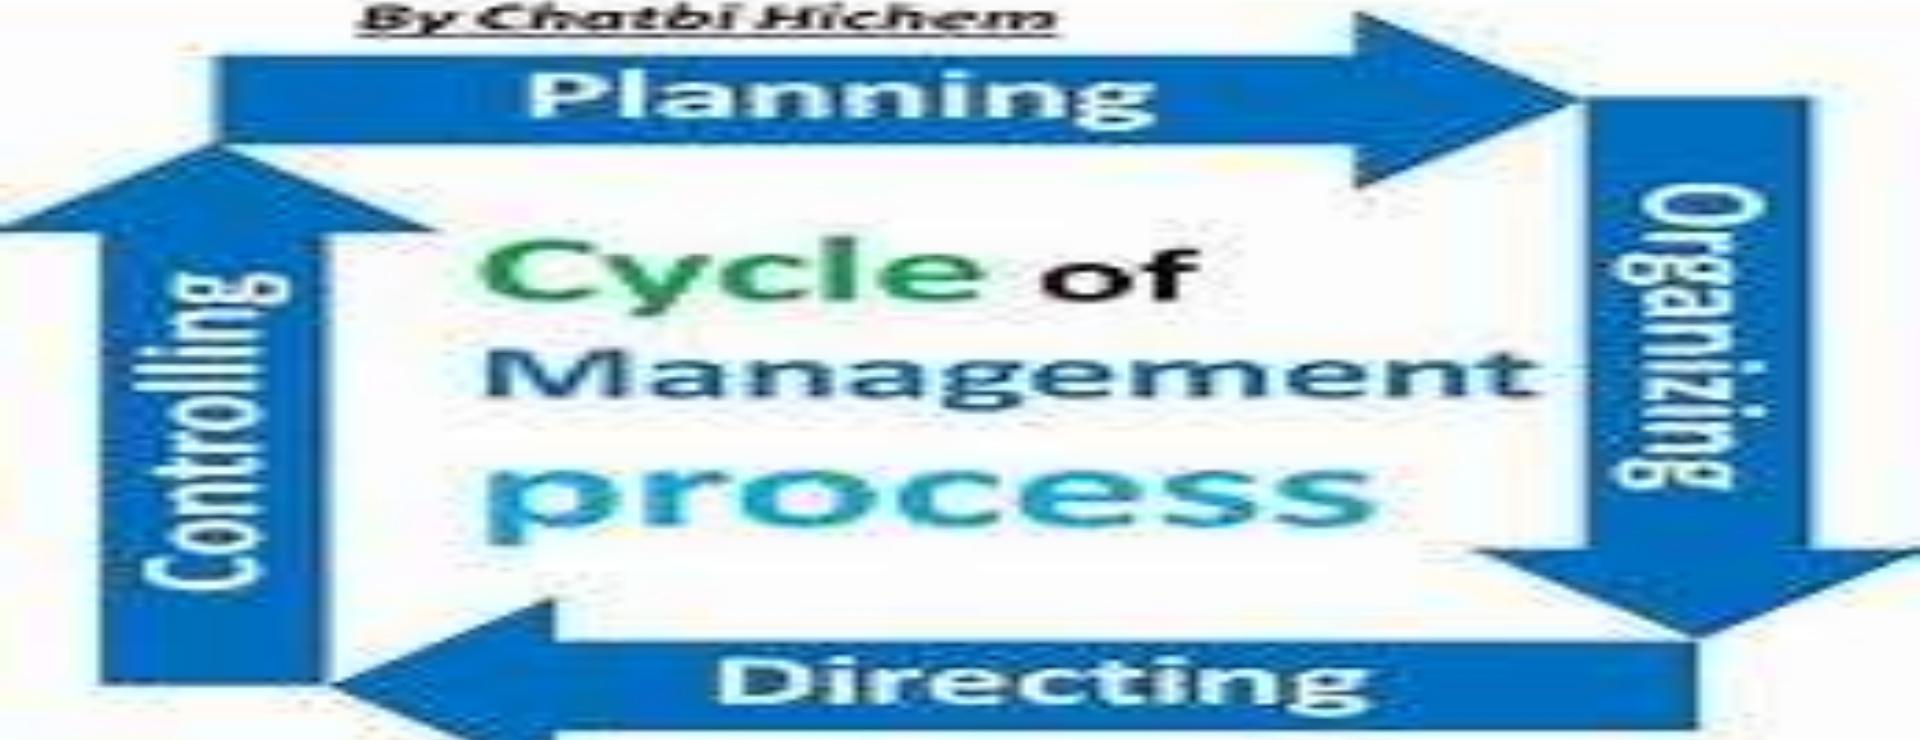 By Chatbi Hichem
Planning
Organizing
Cycle of
Management
process
Controlling
Directing